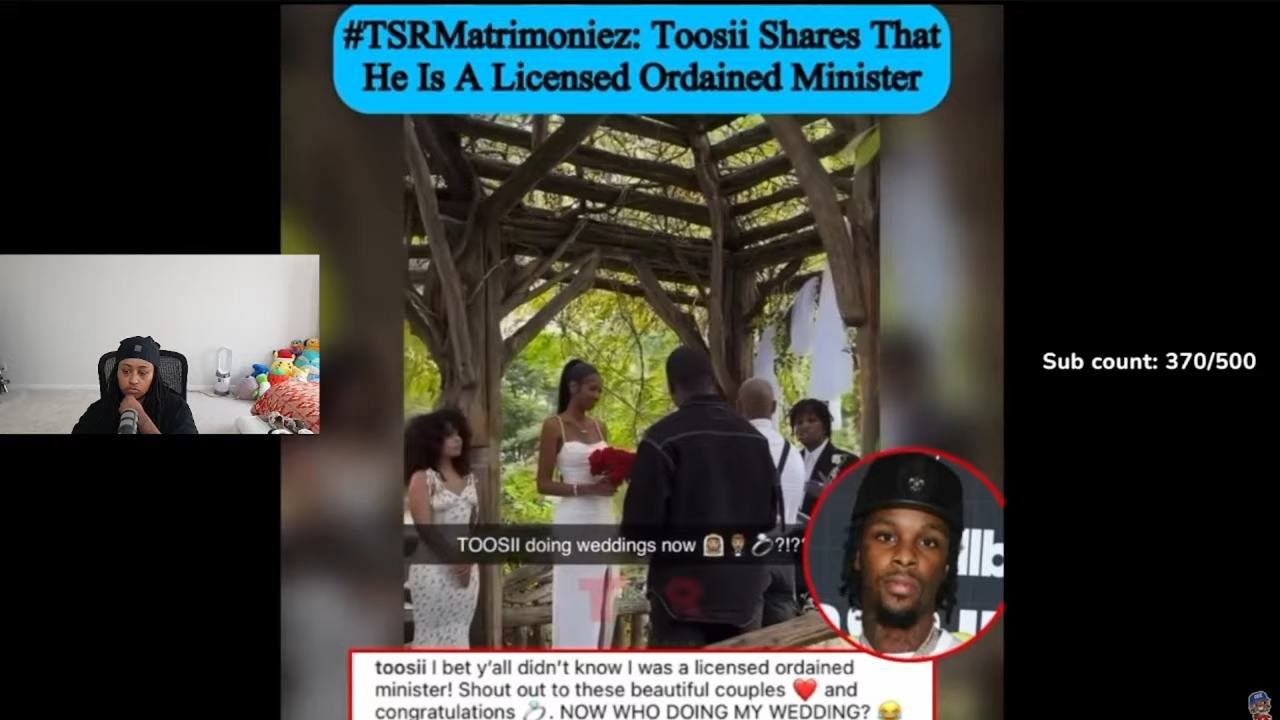 #TSRMatrimoniez: Toosii Shares That
He Is A Licensed Ordained Minister
Sub count: 370/500
TOOSII doing weddings now 👰🏽🤵🏽💍?!?
toosii I bet y'all didn't know I was a licensed ordained
minister! Shout out to these beautiful couples ❤️ and
congratulations 💍. NOW WHO DOING MY WEDDING? 😂